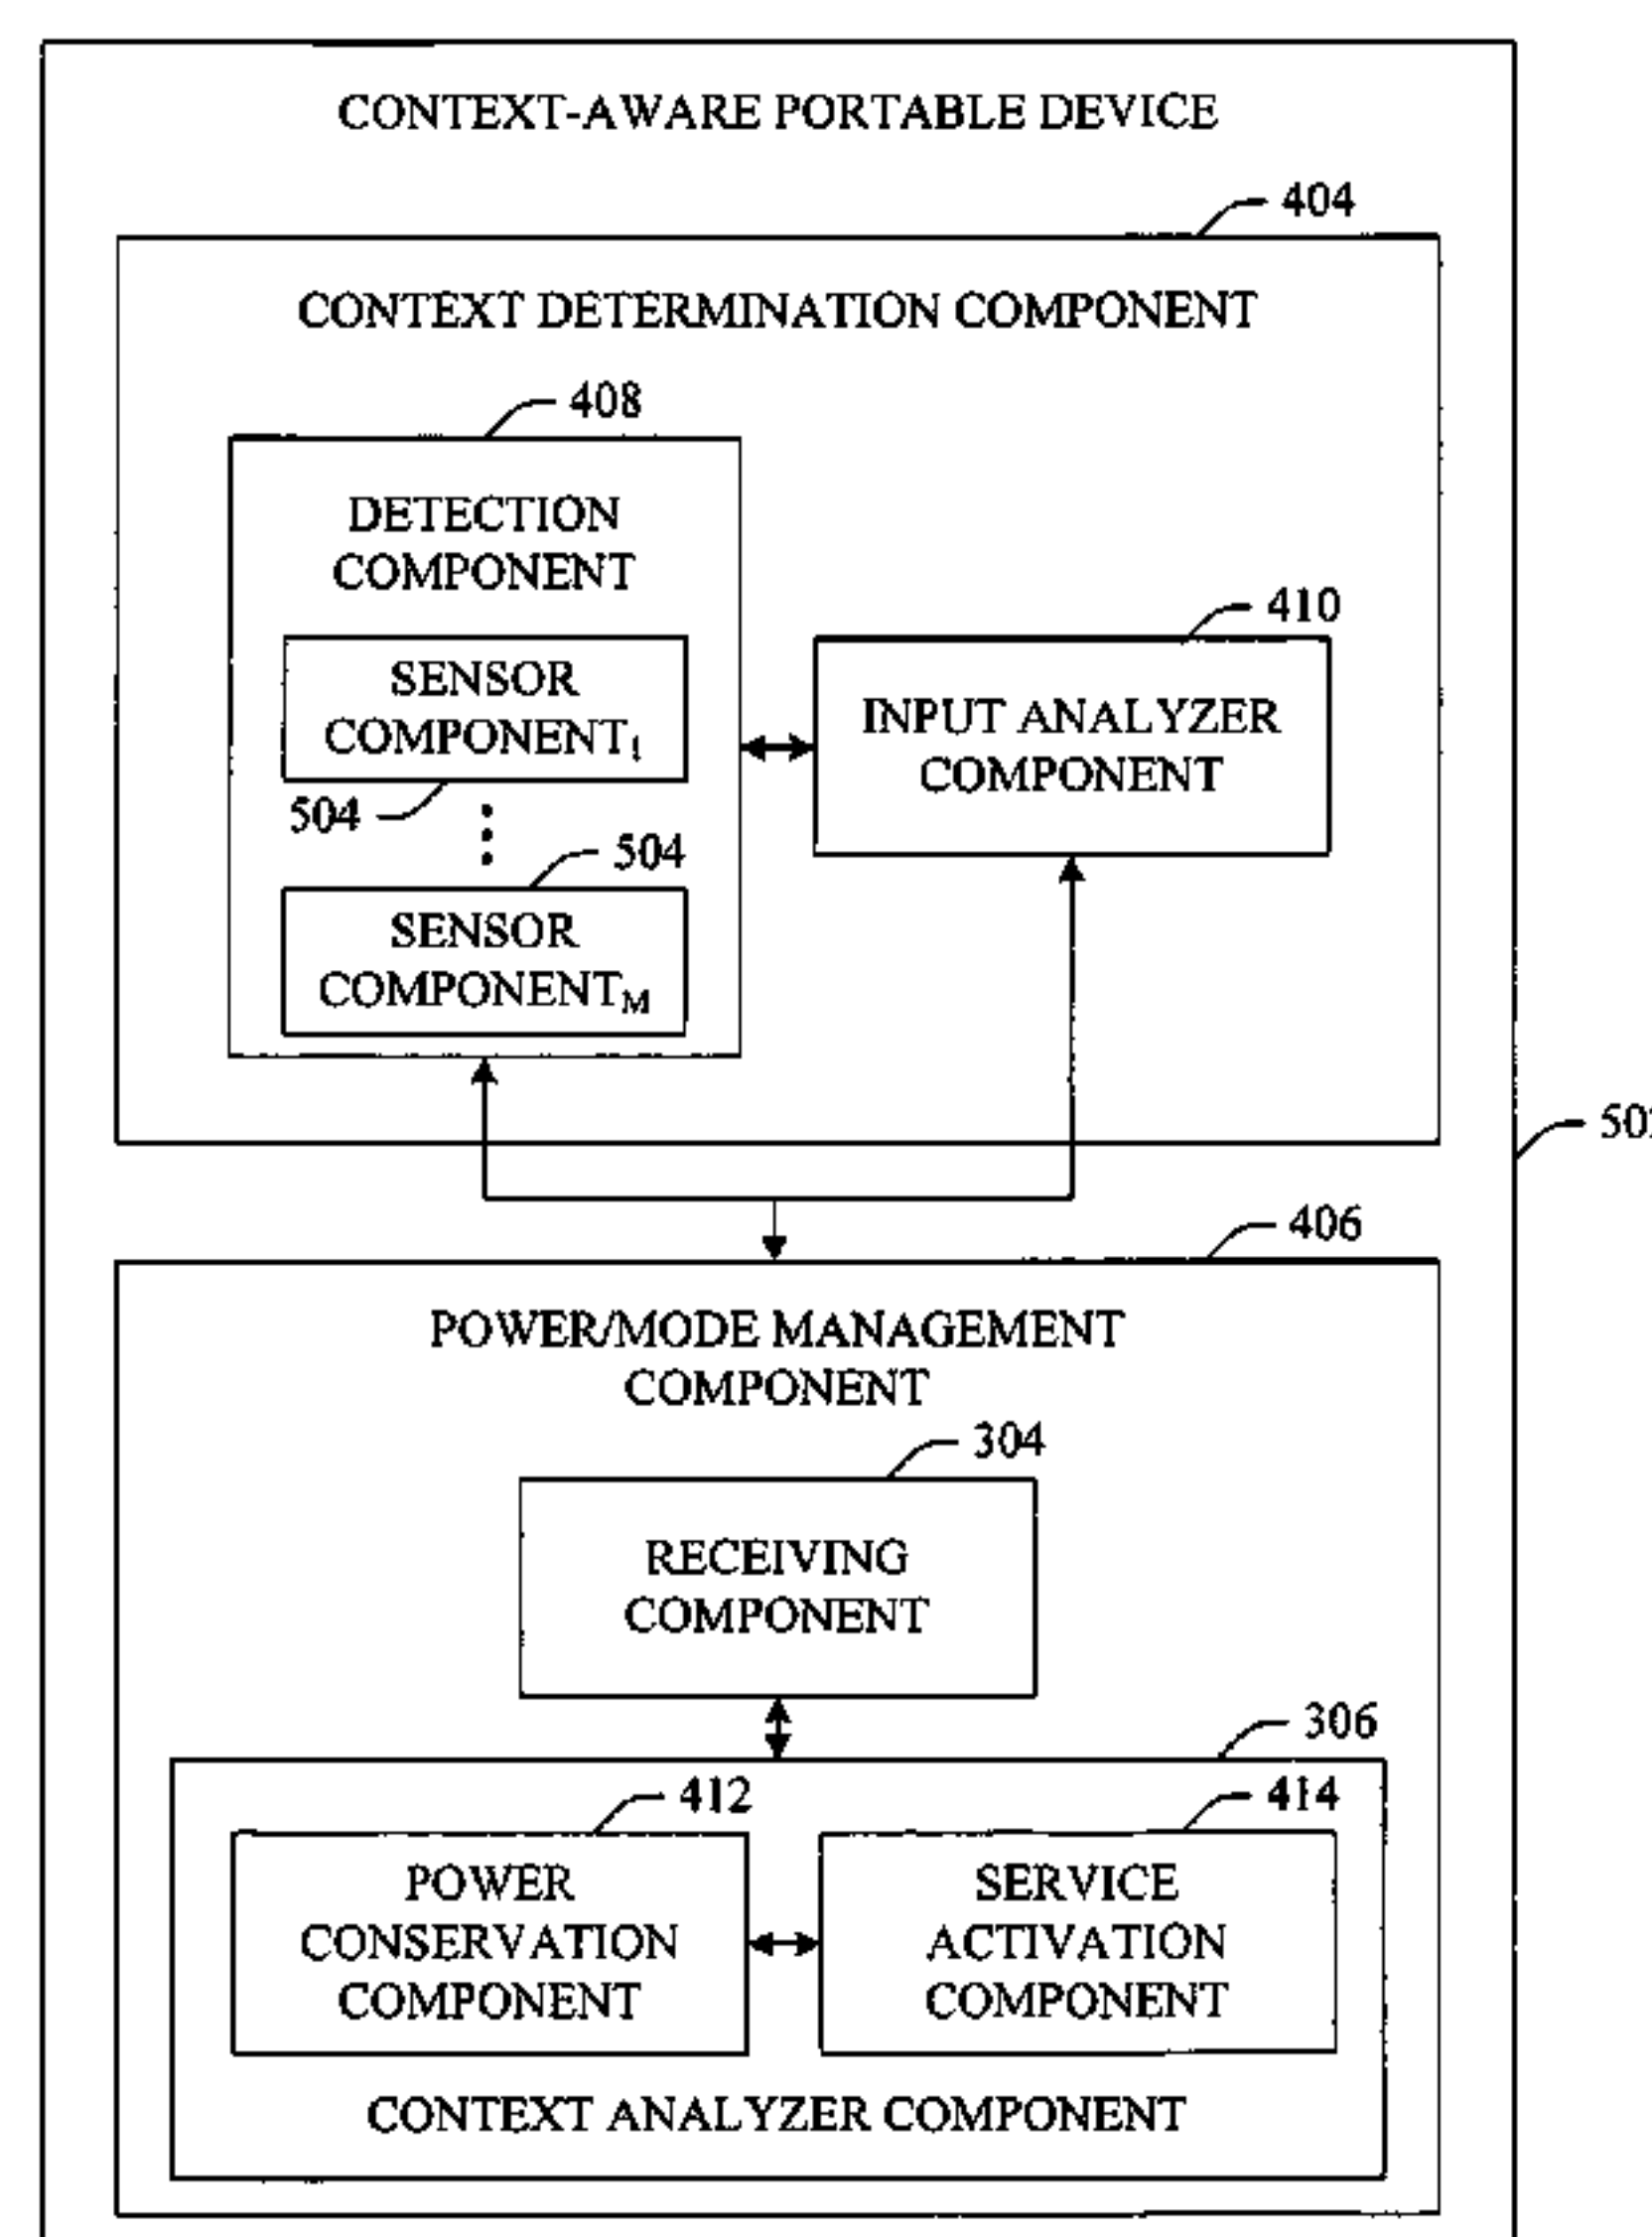 CONTEXT-AWARE PORTABLE DEVICE
404
CONTEXT DETERMINATION COMPONENT
408
DETECTION
COMPONENT
410
SENSOR
COMPONENT₁
INPUT ANALYZER
COMPONENT
504
504
SENSOR
COMPONENT_M
406
POWER/MODE MANAGEMENT
COMPONENT
304
RECEIVING
COMPONENT
306
412
414
POWER
CONSERVATION
COMPONENT
SERVICE
ACTIVATION
COMPONENT
CONTEXT ANALYZER COMPONENT